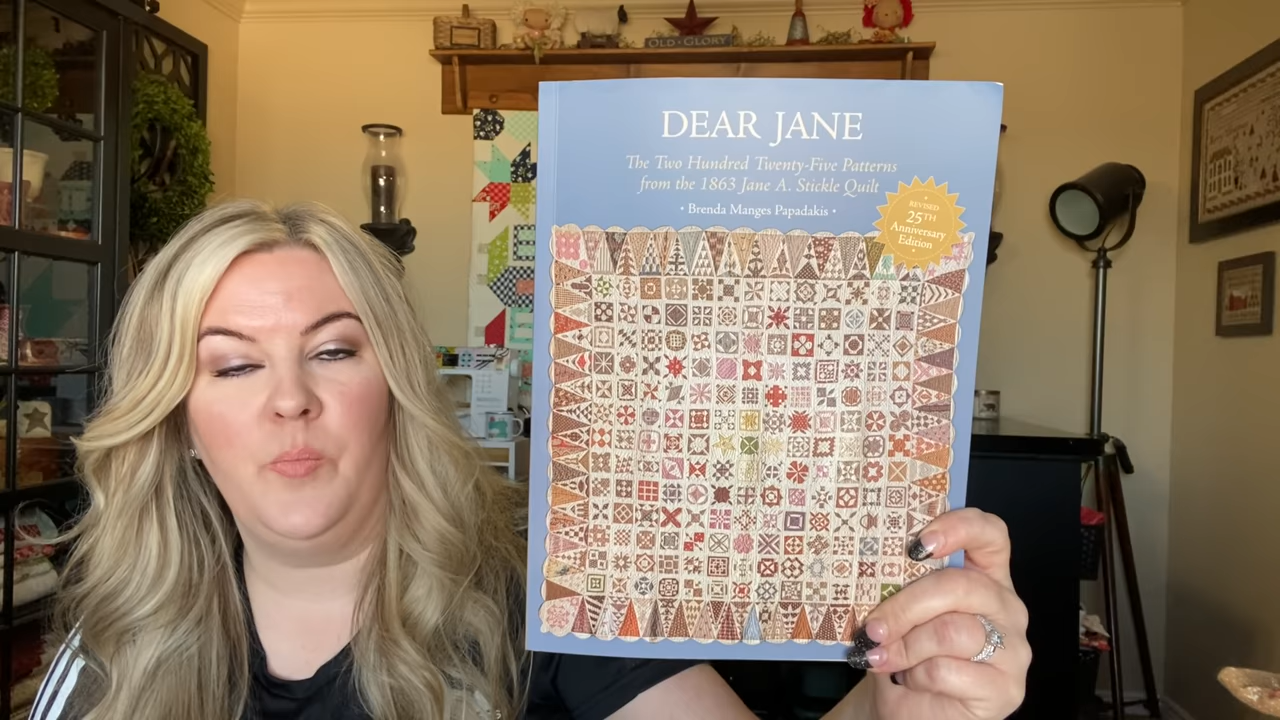 OLD·GLORY
DEAR JANE
The Two Hundred Twenty-Five Patterns
from the 1863 Jane A. Stickle Quilt
• Brenda Manges Papadakis •
REVISED
25TH
Anniversary
Edition